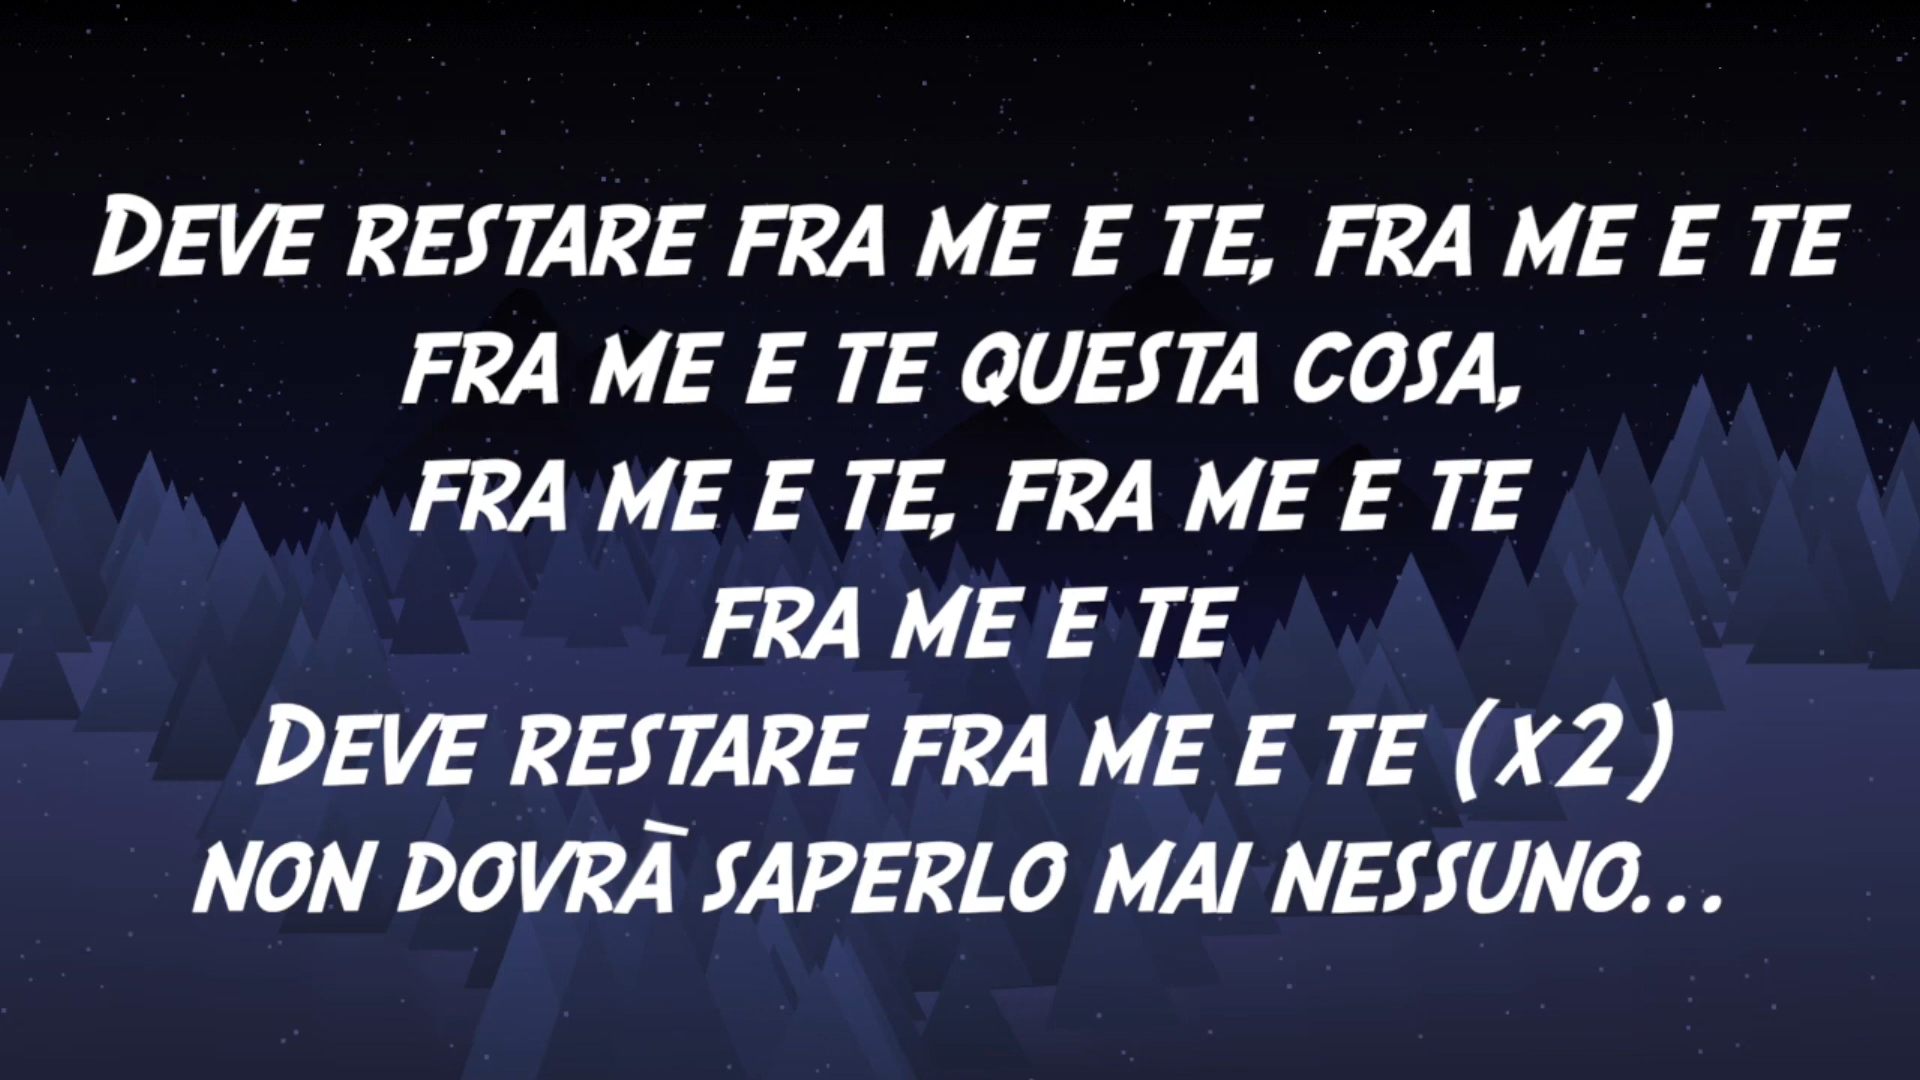 Deve restare fra me e te, fra me e te
fra me e te questa cosa,
fra me e te, fra me e te
fra me e te
Deve restare fra me e te (x2)
non dovrà saperlo mai nessuno...